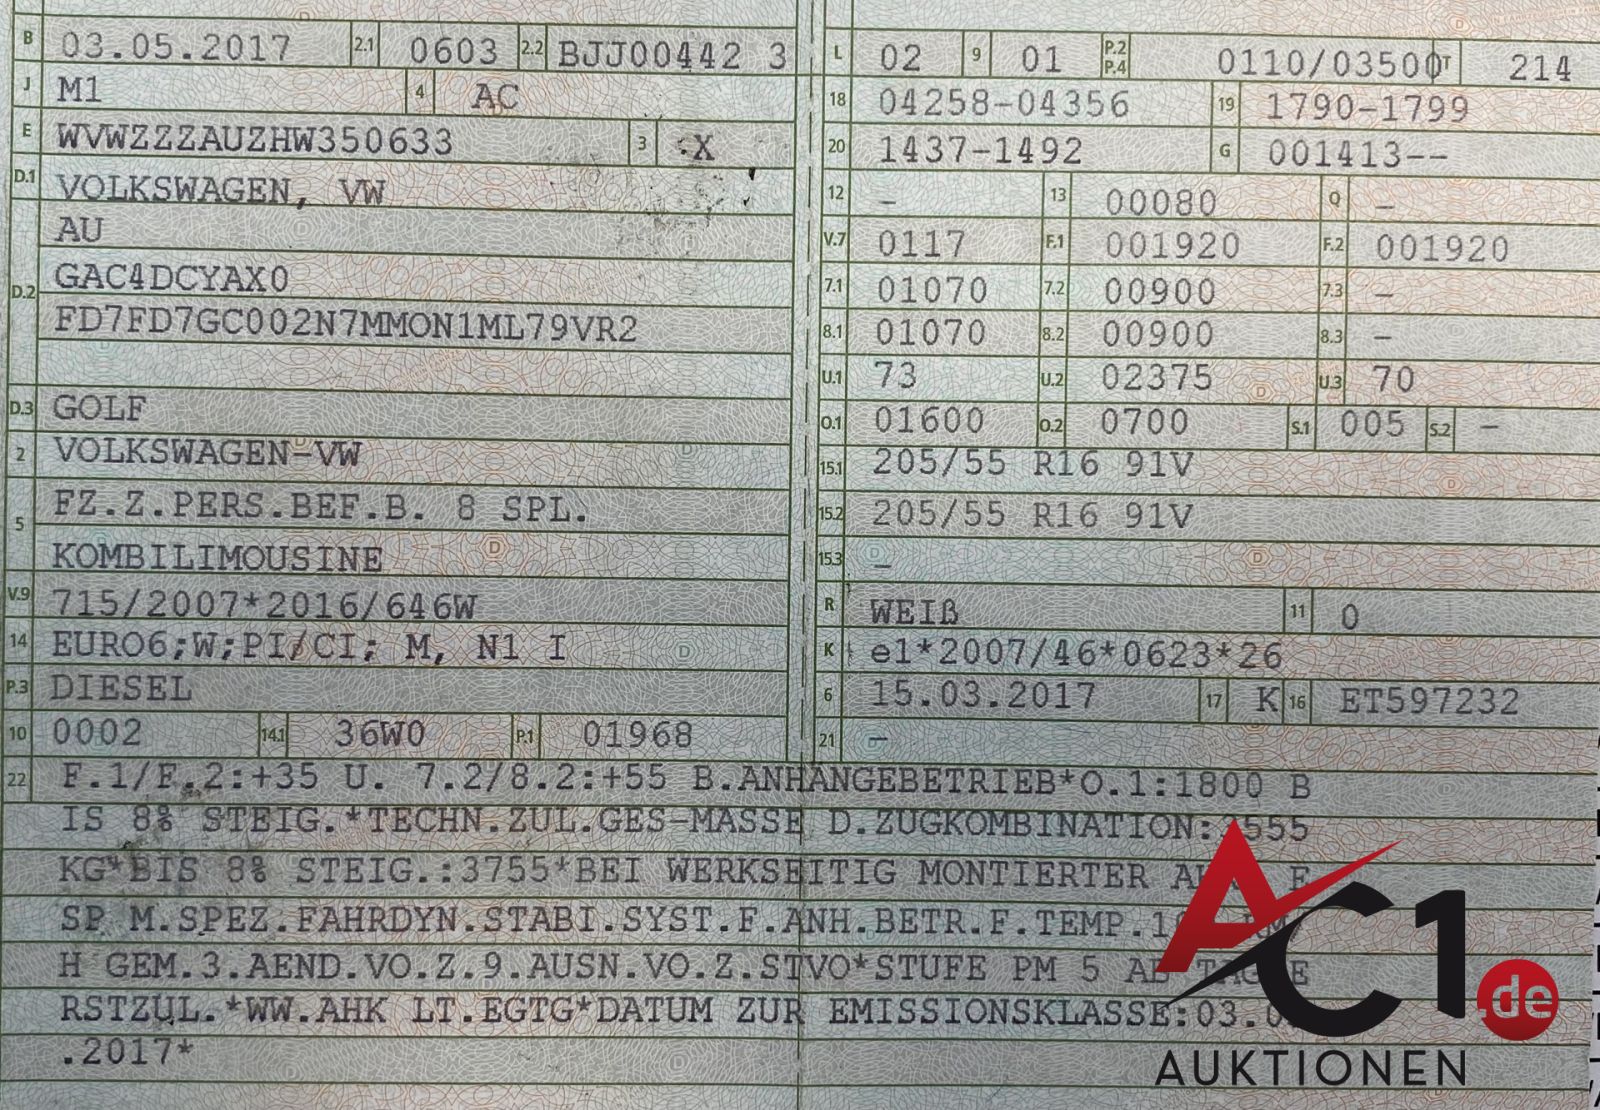 B 03.05.2017 2.1 0603 2.2 BJJ00442 3
J M1 4 AC
E WVWZZZAUZHW350633 3 X
D.1 VOLKSWAGEN, VW
AU
D.2 GAC4DCYAX0
FD7FD7GC002N7MMON1ML79VR2
D.3 GOLF
2 VOLKSWAGEN-VW
5 FZ.Z.PERS.BEF.B. 8 SPL.
KOMBILIMOUSINE
V.9 715/2007*2016/646W
14 EURO6;W;PI/CI; M, N1 I
P.3 DIESEL
10 0002 14.1 36W0 P.1 01968
L 02 9 01 P.2 P.4 0110/03500 T 214
18 04258-04356 19 1790-1799
20 1437-1492 G 001413--
12 - 13 00080 Q -
V.7 0117 F.1 001920 F.2 001920
7.1 01070 7.2 00900 7.3 -
8.1 01070 8.2 00900 8.3 -
U.1 73 U.2 02375 U.3 70
O.1 01600 O.2 0700 S.1 005 S.2 -
15.1 205/55 R16 91V
15.2 205/55 R16 91V
15.3 -
R WEIß 11 0
K e1*2007/46*0623*26
6 15.03.2017 17 K 16 ET597232
21 -
22 F.1/F.2:+35 U. 7.2/8.2:+55 B.ANHÄNGEBETRIEB*O.1:1800 B
IS 8% STEIG.*TECHN.ZUL.GES-MASSE D.ZUGKOMBINATION: 555
KG*BIS 8% STEIG.:3755*BEI WERKSEITIG MONTIERTER
SP M.SPEZ.FAHRDYN.STABI.SYST.F.ANH.BETR.F.TEMP.
H GEM.3.AEND.VO.Z.9.AUSN.VO.Z.STVO*STUFE PM 5 AB TAG E
RSTZUL.*WW.AHK LT.EGTG*DATUM ZUR EMISSIONSKLASSE:03.0
.2017*
AC1.de
AUKTIONEN